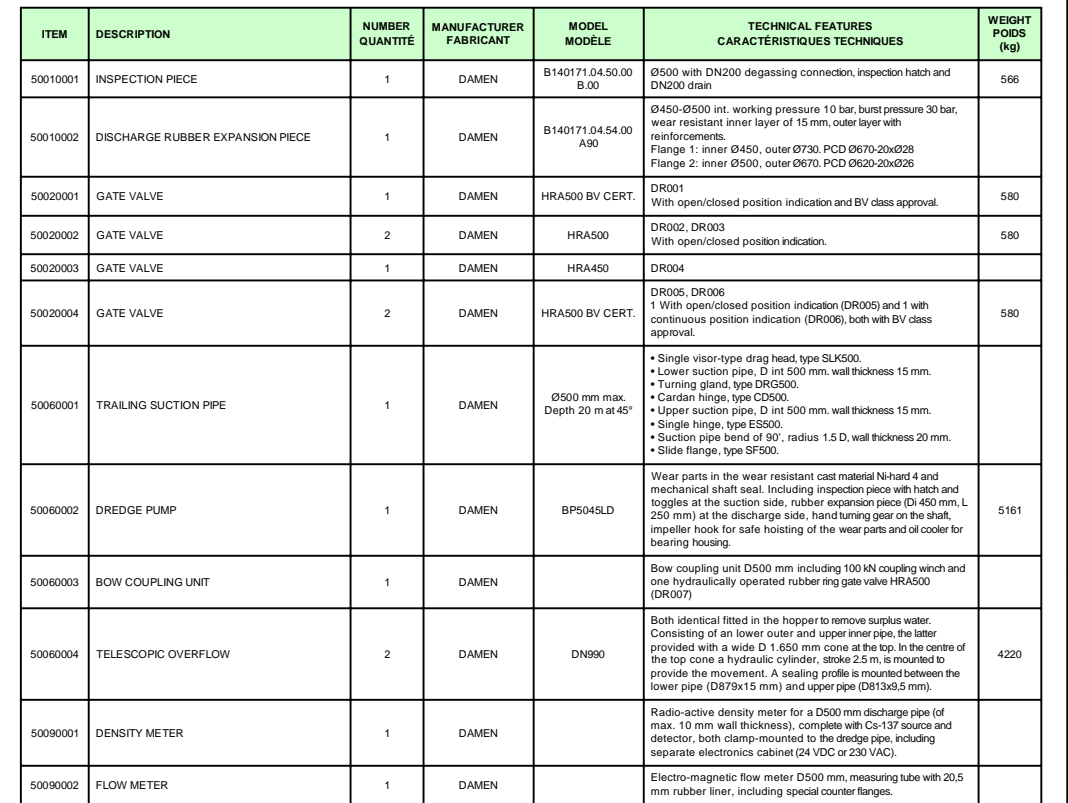 ITEM
DESCRIPTION
NUMBER
QUANTITÉ
MANUFACTURER
FABRICANT
MODEL
MODÈLE
TECHNICAL FEATURES
CARACTÉRISTIQUES TECHNIQUES
WEIGHT
POIDS
(kg)
50010001
INSPECTION PIECE
1
DAMEN
B140171.04.50.00
B.00
Ø500 with DN200 degassing connection, inspection hatch and
DN200 drain
566
50010002
DISCHARGE RUBBER EXPANSION PIECE
1
DAMEN
B140171.04.54.00
A90
Ø450-Ø500 int. working pressure 10 bar, burst pressure 30 bar,
wear resistant inner layer of 15 mm, outer layer with
reinforcements.
Flange 1: inner Ø450, outer Ø730. PCD Ø670-20xØ28
Flange 2: inner Ø500, outer Ø670. PCD Ø620-20xØ26
50020001
GATE VALVE
1
DAMEN
HRA500 BV CERT.
DR001
With open/closed position indication and BV class approval.
580
50020002
GATE VALVE
2
DAMEN
HRA500
DR002, DR003
With open/closed position indication.
580
50020003
GATE VALVE
1
DAMEN
HRA450
DR004
50020004
GATE VALVE
2
DAMEN
HRA500 BV CERT.
DR005, DR006
1 With open/closed position indication (DR005) and 1 with
continuous position indication (DR006), both with BV class
approval.
580
50060001
TRAILING SUCTION PIPE
1
DAMEN
Ø500 mm max.
Depth 20 m at 45°
• Single visor-type drag head, type SLK500.
• Lower suction pipe, D int 500 mm. wall thickness 15 mm.
• Turning gland, type DRG500.
• Cardan hinge, type CD500.
• Upper suction pipe, D int 500 mm. wall thickness 15 mm.
• Single hinge, type ES500.
• Suction pipe bend of 90', radius 1.5 D, wall thickness 20 mm.
• Slide flange, type SF500.
50060002
DREDGE PUMP
1
DAMEN
BP5045LD
Wear parts in the wear resistant cast material Ni-hard 4 and
mechanical shaft seal. Including inspection piece with hatch and
toggles at the suction side, rubber expansion piece (Di 450 mm, L
250 mm) at the discharge side, hand turning gear on the shaft,
impeller hook for safe hoisting of the wear parts and oil cooler for
bearing housing.
5161
50060003
BOW COUPLING UNIT
1
DAMEN
Bow coupling unit D500 mm including 100 kN coupling winch and
one hydraulically operated rubber ring gate valve HRA500
(DR007)
50060004
TELESCOPIC OVERFLOW
2
DAMEN
DN990
Both identical fitted in the hopper to remove surplus water.
Consisting of an lower outer and upper inner pipe, the latter
provided with a wide D 1.650 mm cone at the top. In the centre of
the top cone a hydraulic cylinder, stroke 2.5 m, is mounted to
provide the movement. A sealing profile is mounted between the
lower pipe (D879x15 mm) and upper pipe (D813x9,5 mm).
4220
50090001
DENSITY METER
1
DAMEN
Radio-active density meter for a D500 mm discharge pipe (of
max. 10 mm wall thickness), complete with Cs-137 source and
detector, both clamp-mounted to the dredge pipe, including
separate electronics cabinet (24 VDC or 230 VAC).
50090002
FLOW METER
1
DAMEN
Electro-magnetic flow meter D500 mm, measuring tube with 20,5
mm rubber liner, including special counter flanges.